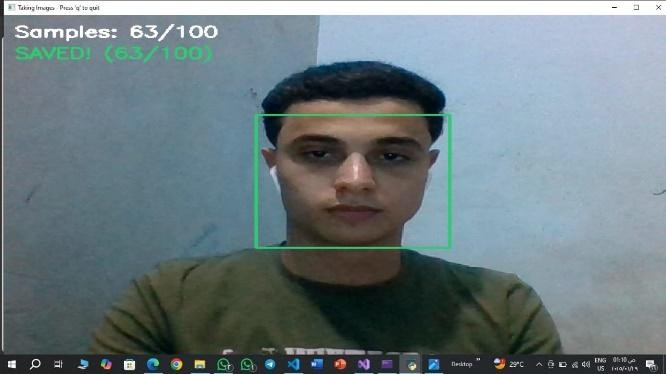 Taking Images - Press 'q' to quit
Samples: 63/100
SAVED! (63/100)
Desktop
29°C
ENG
US
01:10 ص